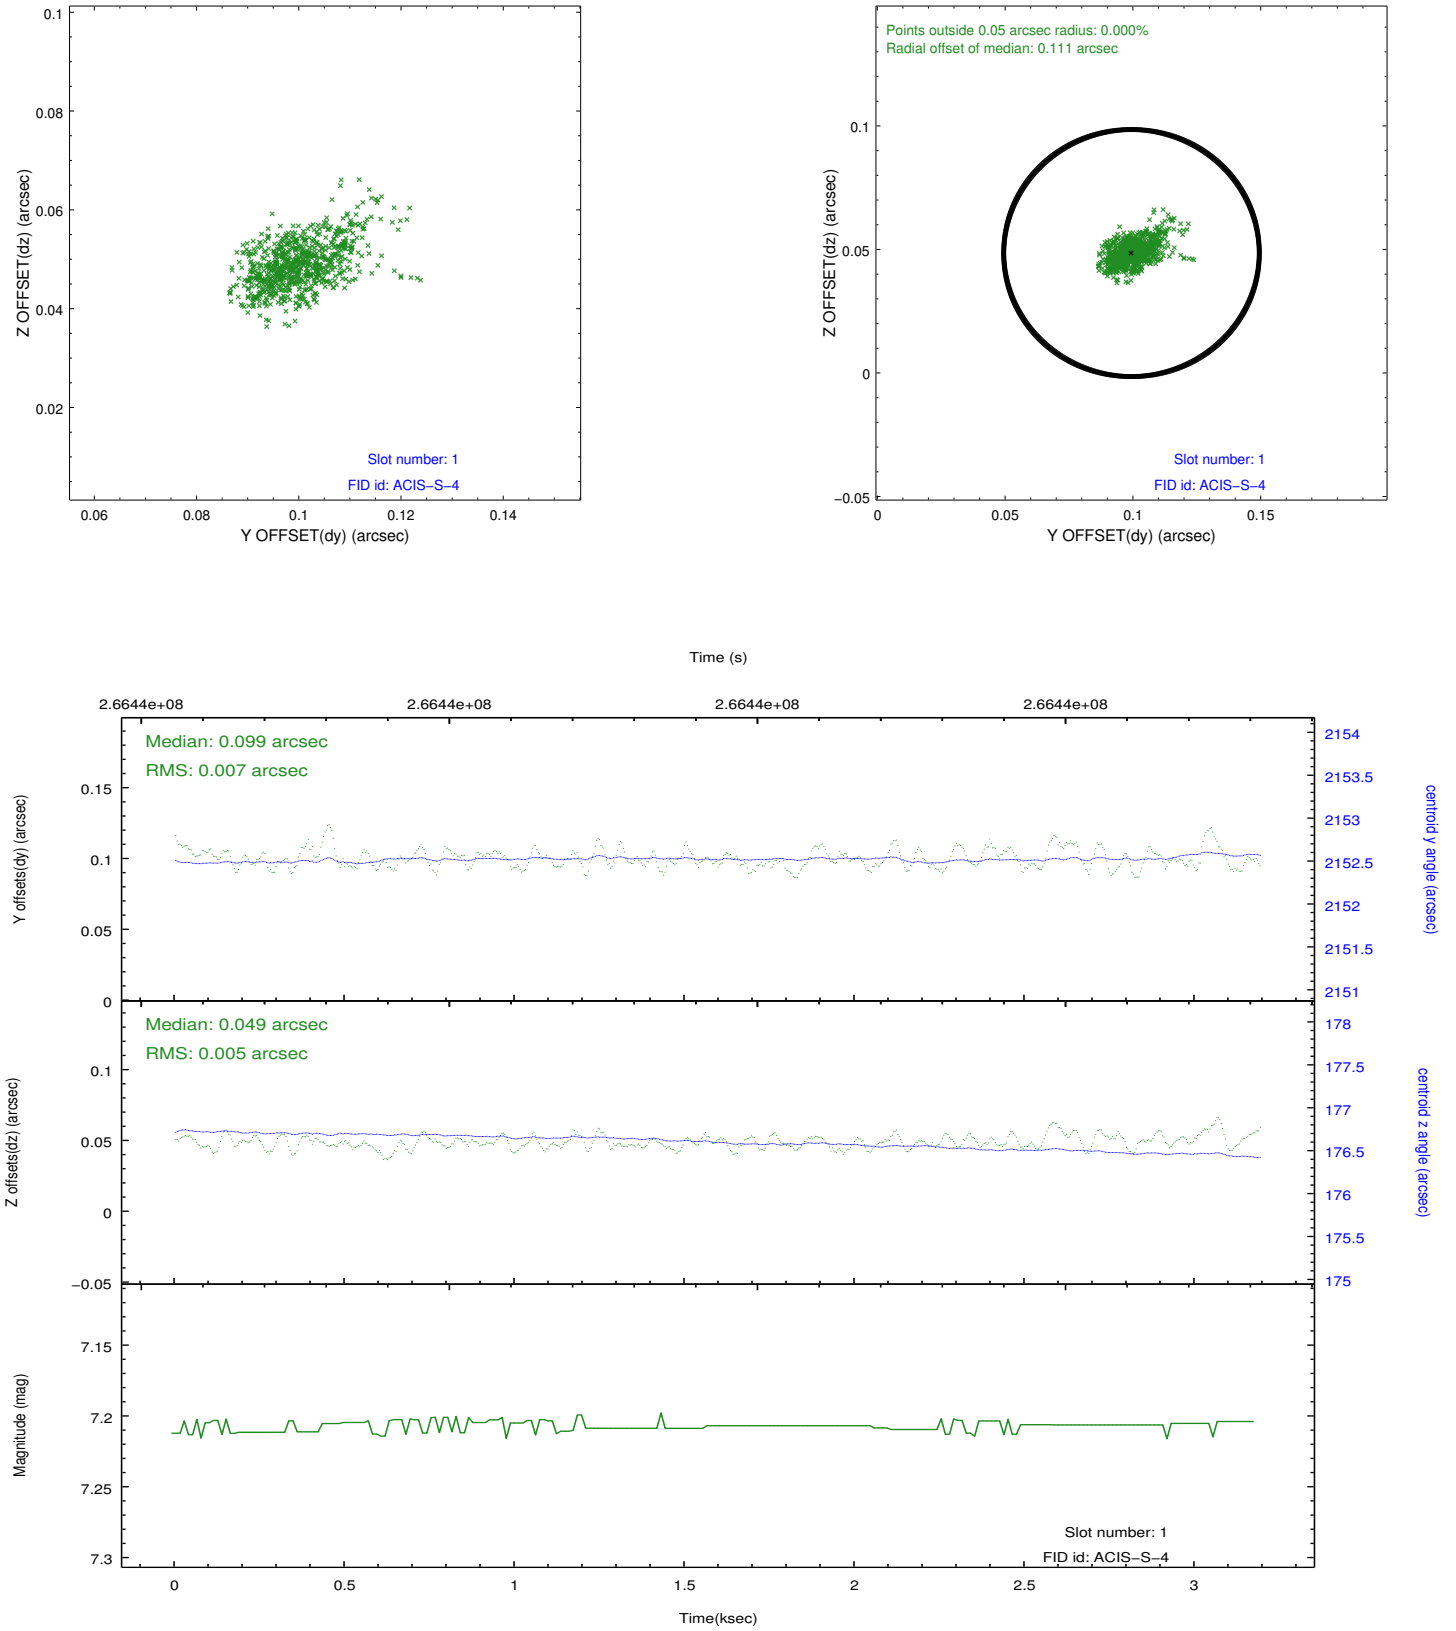 0.1
0.08
0.06
0.04
0.02
Z OFFSET(dz) (arcsec)
Slot number: 1
FID id: ACIS−S−4
0.06
0.08
0.1
0.12
0.14
Y OFFSET(dy) (arcsec)
Points outside 0.05 arcsec radius: 0.000%
Radial offset of median: 0.111 arcsec
0.1
0.05
0
−0.05
Z OFFSET(dz) (arcsec)
Slot number: 1
FID id: ACIS−S−4
0
0.05
0.1
0.15
Y OFFSET(dy) (arcsec)
Time (s)
2.6644e+08
2.6644e+08
2.6644e+08
2.6644e+08
Median: 0.099 arcsec
RMS: 0.007 arcsec
0.15
0.1
0.05
0
Y offsets(dy) (arcsec)
2154
2153.5
2153
2152.5
2152
2151.5
2151
centroid y angle (arcsec)
Median: 0.049 arcsec
RMS: 0.005 arcsec
0.1
0.05
0
−0.05
Z offsets(dz) (arcsec)
178
177.5
177
176.5
176
175.5
175
centroid z angle (arcsec)
7.15
7.2
7.25
7.3
Magnitude (mag)
Slot number: 1
FID id: ACIS−S−4
0
0.5
1
1.5
2
2.5
3
Time(ksec)